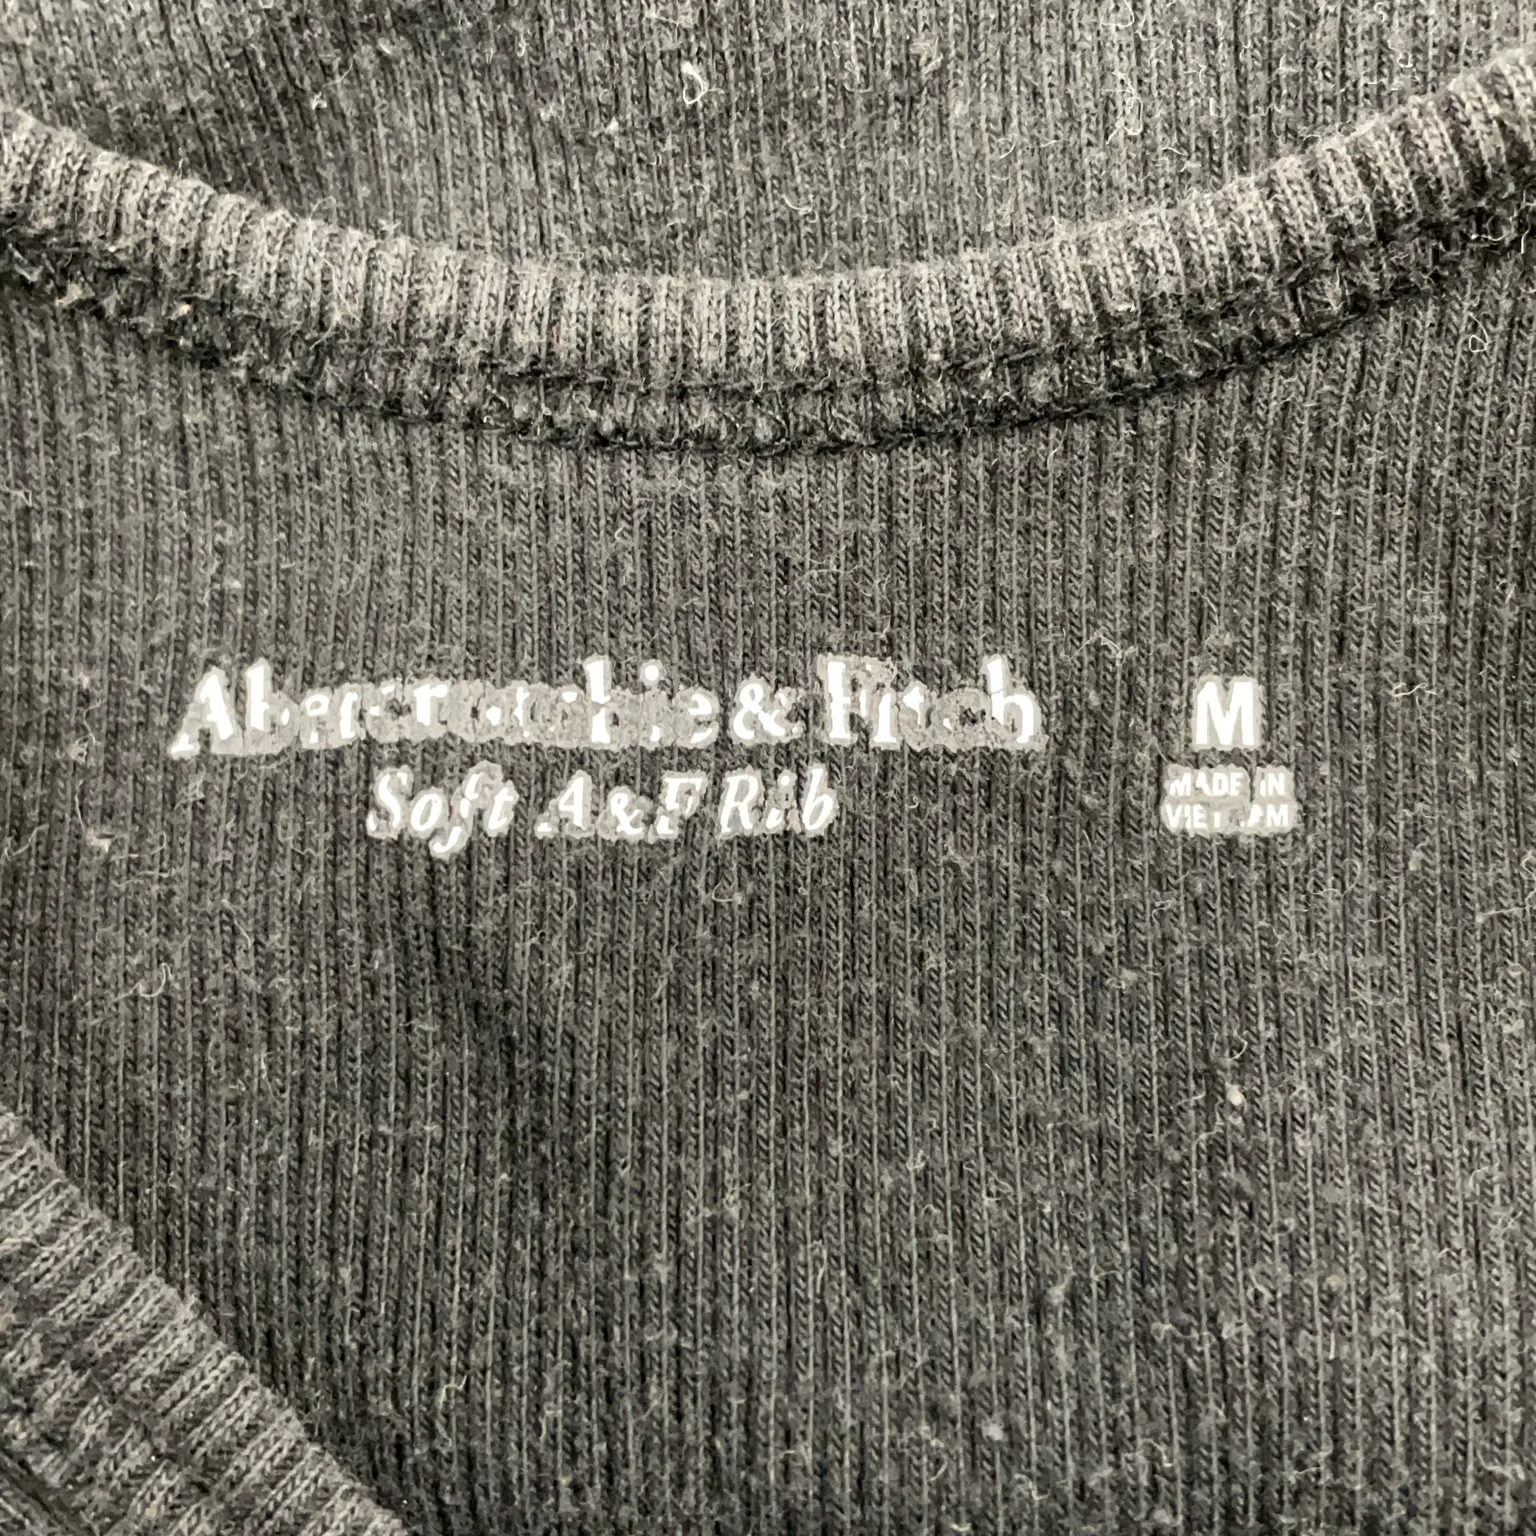 Abercrombie & Fitch
Soft A&F Rib
M
MADE IN
VIETNAM